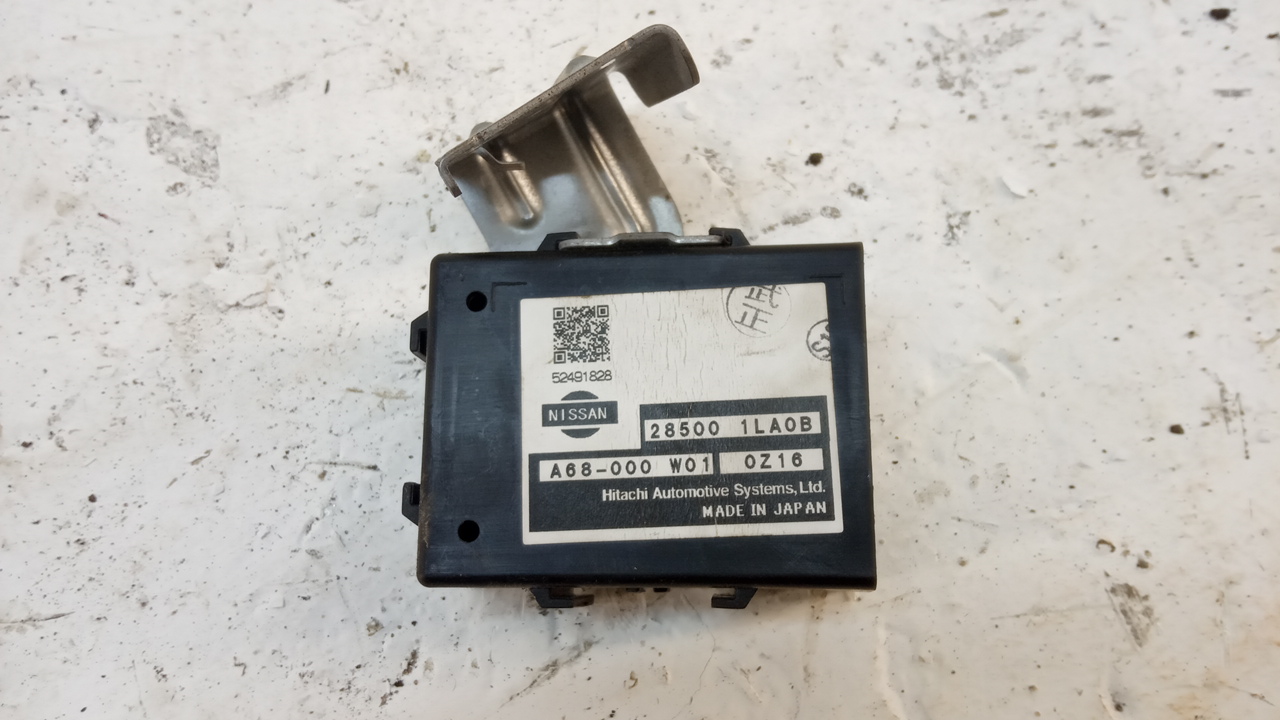 52491828
NISSAN
28500 1LA0B
A68-000 W01 0Z16
Hitachi Automotive Systems, Ltd.
MADE IN JAPAN